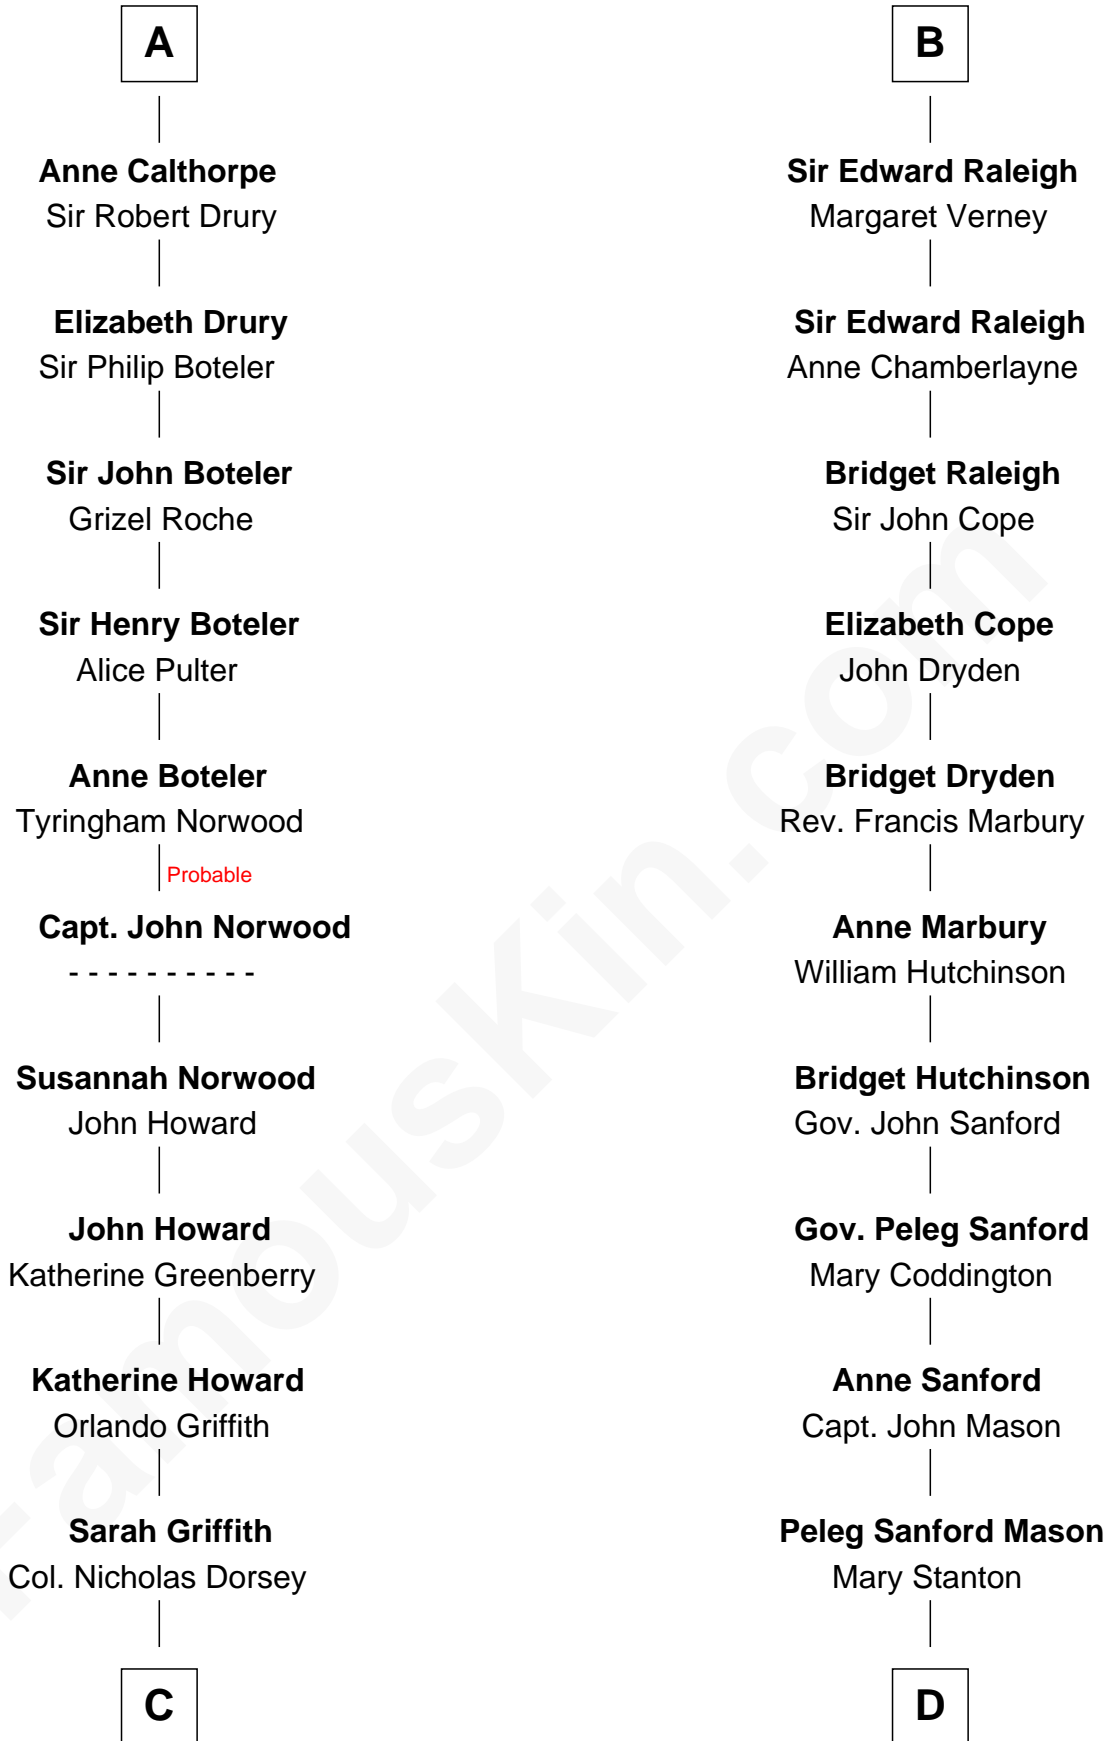 A
Anne Calthorpe
Sir Robert Drury
Elizabeth Drury
Sir Philip Boteler
Sir John Boteler
Grizel Roche
Sir Henry Boteler
Alice Pulter
Anne Boteler
Tyringham Norwood
Probable
Capt. John Norwood
- - - - - - - - - -
Susannah Norwood
John Howard
John Howard
Katherine Greenberry
Katherine Howard
Orlando Griffith
Sarah Griffith
Col. Nicholas Dorsey
C
B
Sir Edward Raleigh
Margaret Verney
Sir Edward Raleigh
Anne Chamberlayne
Bridget Raleigh
Sir John Cope
Elizabeth Cope
John Dryden
Bridget Dryden
Rev. Francis Marbury
Anne Marbury
William Hutchinson
Bridget Hutchinson
Gov. John Sanford
Gov. Peleg Sanford
Mary Coddington
Anne Sanford
Capt. John Mason
Peleg Sanford Mason
Mary Stanton
D
FamousKin.com